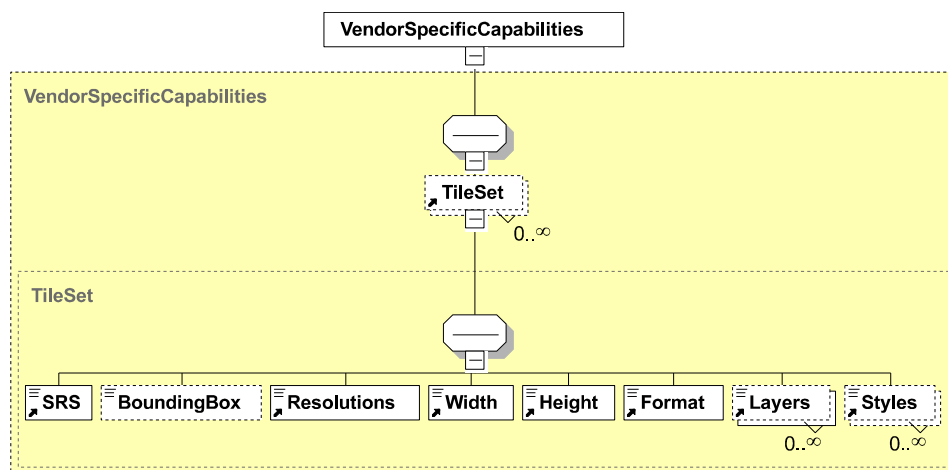 VendorSpecificCapabilities
VendorSpecificCapabilities
TileSet
0..∞
TileSet
SRS BoundingBox Resolutions Width Height Format Layers Styles
0..∞ 0..∞